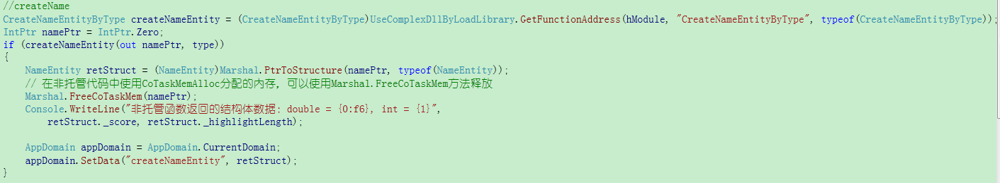 //createName
CreateNameEntityByType createNameEntity = (CreateNameEntityByType)UseComplexDllByLoadLibrary.GetFunctionAddress(hModule, "CreateNameEntityByType", typeof(CreateNameEntityByType));
IntPtr namePtr = IntPtr.Zero;
if (createNameEntity(out namePtr, type))
{
    NameEntity retStruct = (NameEntity)Marshal.PtrToStructure(namePtr, typeof(NameEntity));
    // 在非托管代码中使用CoTaskMemAlloc分配的内存, 可以使用Marshal.FreeCoTaskMem方法释放
    Marshal.FreeCoTaskMem(namePtr);
    Console.WriteLine("非托管函数返回的结构体数据: double = {0:f6}, int = {1}",
        retStruct._score, retStruct._highlightLength);

    AppDomain appDomain = AppDomain.CurrentDomain;
    appDomain.SetData("createNameEntity", retStruct);
}